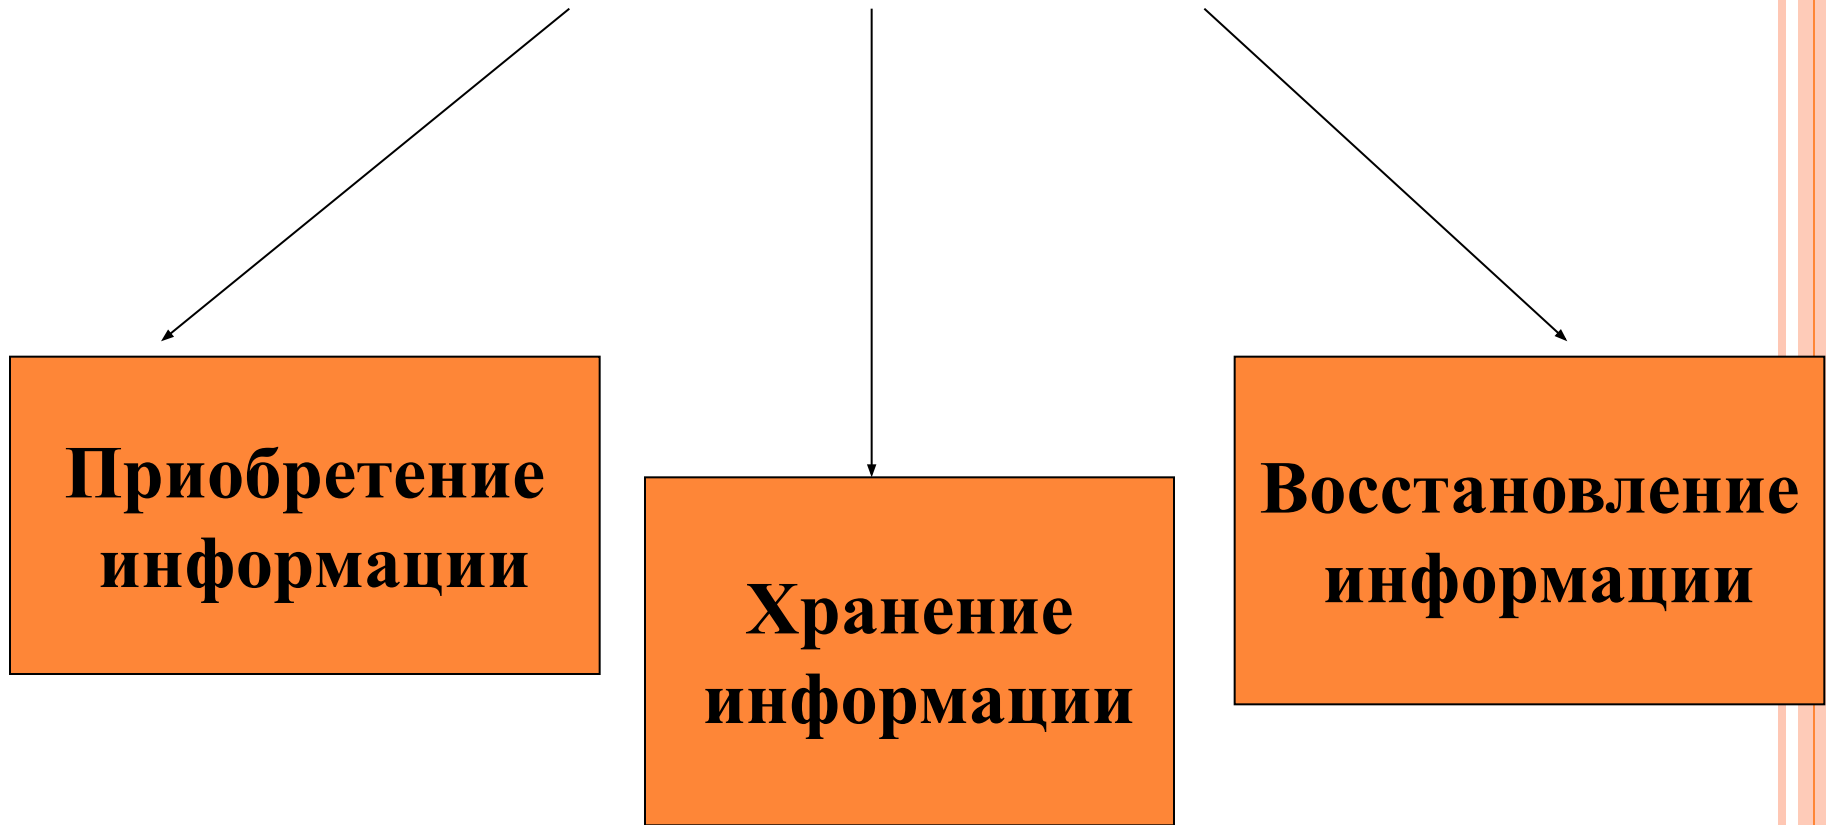 Приобретение
информации
Хранение
информации
Восстановление
информации